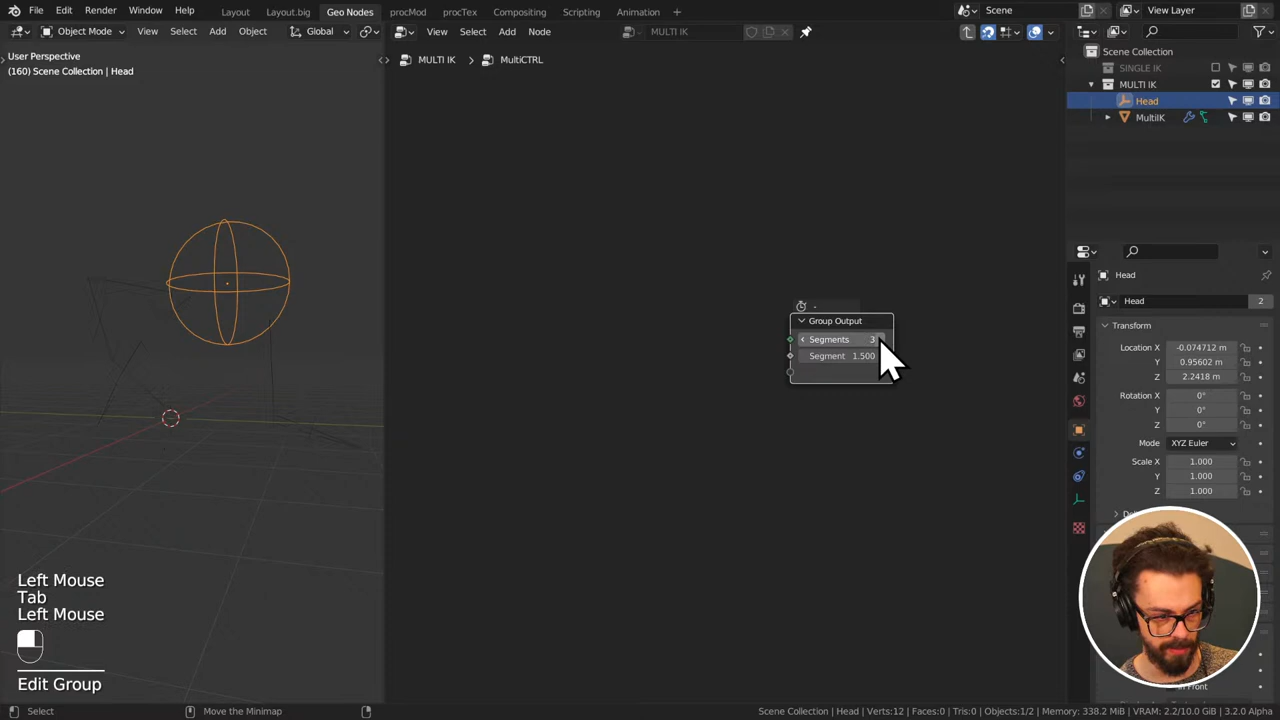 File Edit Render Window Help Layout Layout.big Geo Nodes procMod procTex Compositing Scripting Animation + Scene View Layer
Object Mode View Select Add Object Global View Select Add Node MULTI IK
User Perspective
(160) Scene Collection | Head
MULTI IK > MultiCTRL
Scene Collection
SINGLE IK
MULTI IK
Head
MultiIK
-
Group Output
Segments 3
Segment 1.500
Head
Head 2
Transform
Location X -0.074712 m
Y 0.95602 m
Z 2.2418 m
Rotation X 0°
Y 0°
Z 0°
Mode XYZ Euler
Scale X 1.000
Y 1.000
Z 1.000
Left Mouse
Tab
Left Mouse
Edit Group
Front
Select Move the Minimap Scene Collection | Head | Verts:12 | Faces:0 | Tris:0 | Objects:1/2 | Memory: 338.2 MiB | VRAM: 2.2/10.0 GiB | 3.2.0 Alpha